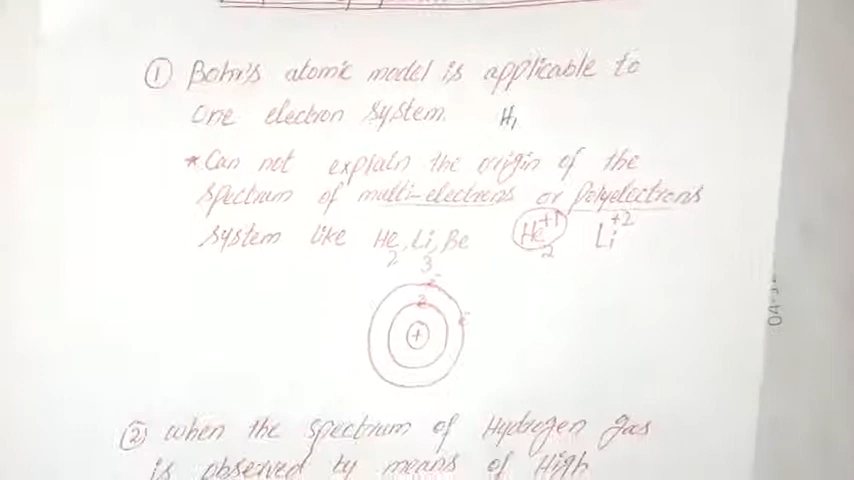 ① Bohr's atomic model is applicable to
one electron system. H,
* Can not explain the origin of the
spectrum of multi-electrons or polyelectrons
system like He, Li, Be He+1 Li+2
2 3 2
2
+
② when the spectrum of Hydrogen gas
is observed by means of High